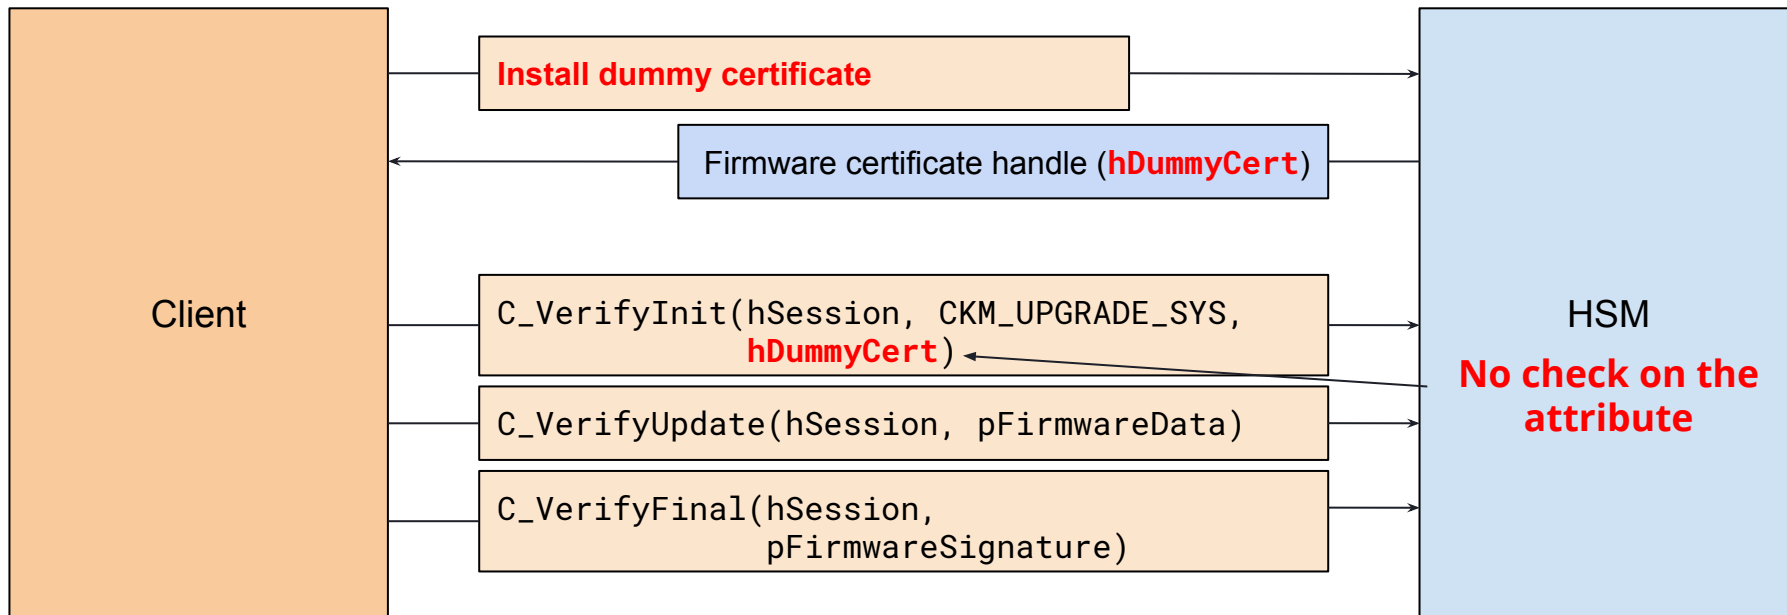 Install dummy certificate
Firmware certificate handle (hDummyCert)
Client
C_VerifyInit(hSession, CKM_UPGRADE_SYS,
hDummyCert)
HSM
No check on the
attribute
C_VerifyUpdate(hSession, pFirmwareData)
C_VerifyFinal(hSession,
pFirmwareSignature)